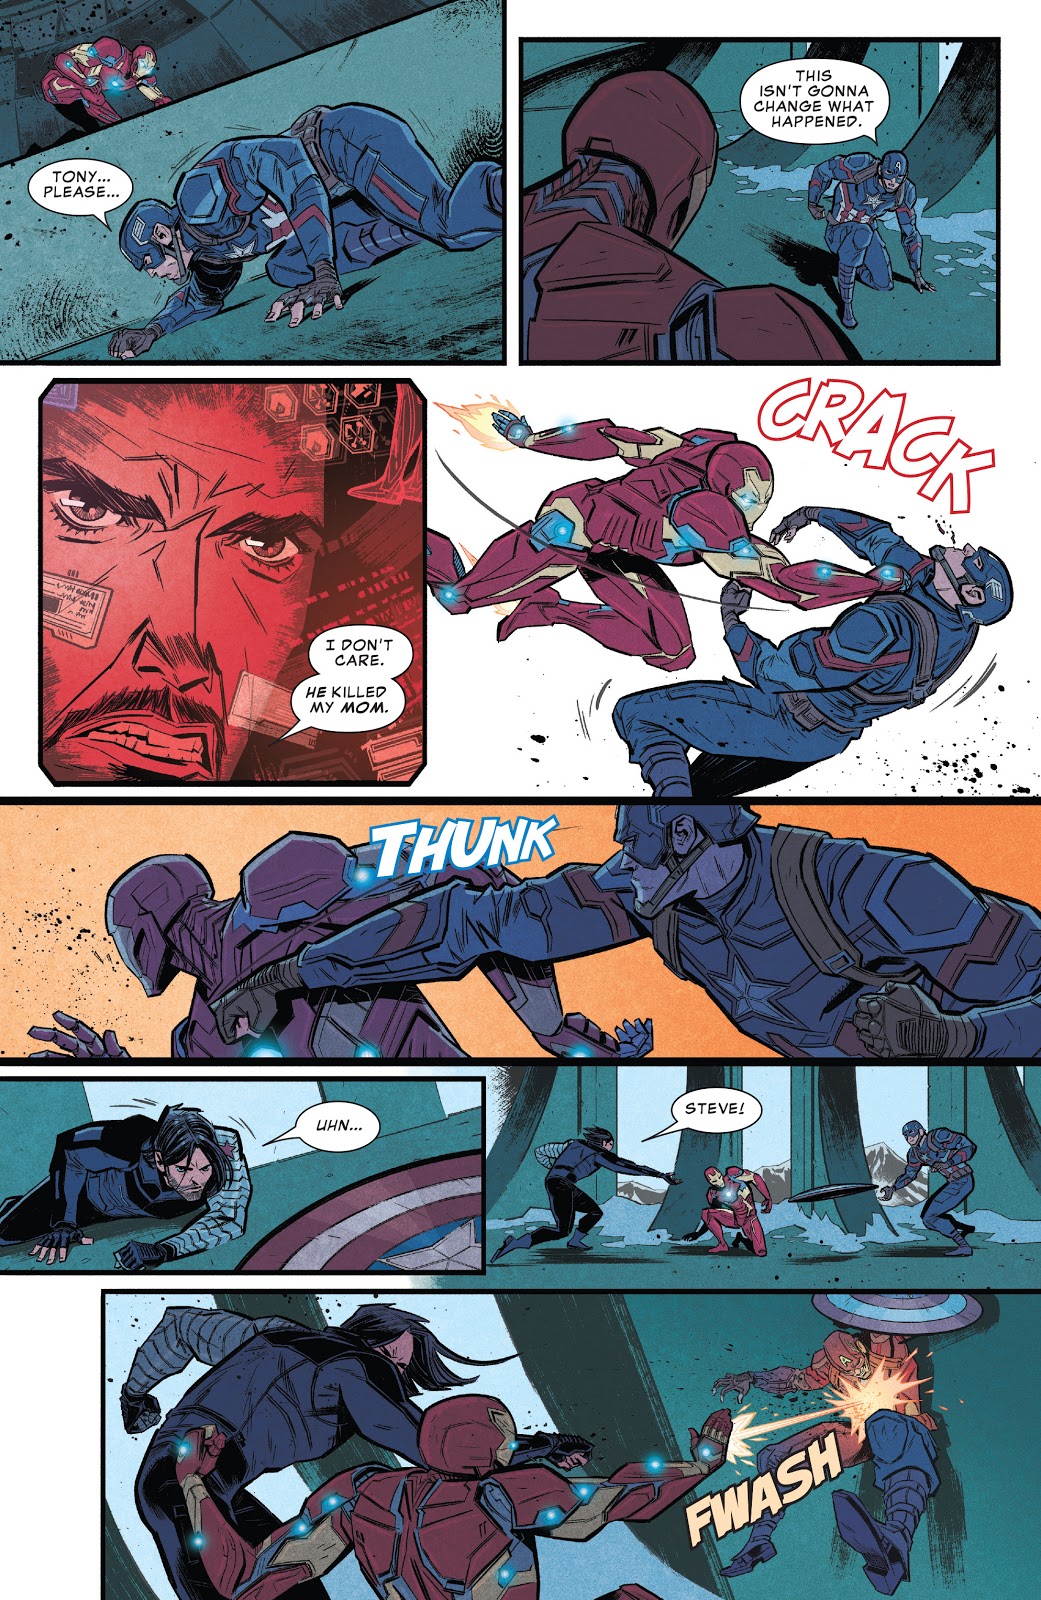 TONY...
PLEASE...
THIS
ISN'T GONNA
CHANGE WHAT
HAPPENED.
I DON'T
CARE.
HE KILLED
MY MOM.
CRACK
THUNK
UHN...
STEVE!
FWASH